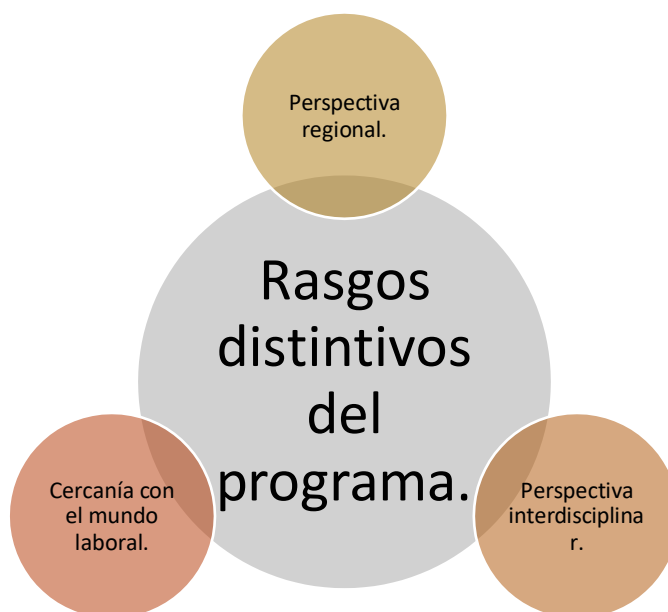 Perspectiva
regional.
Rasgos
distintivos
del
programa.
Cercanía con
el mundo
laboral.
Perspectiva
interdisciplina
r.